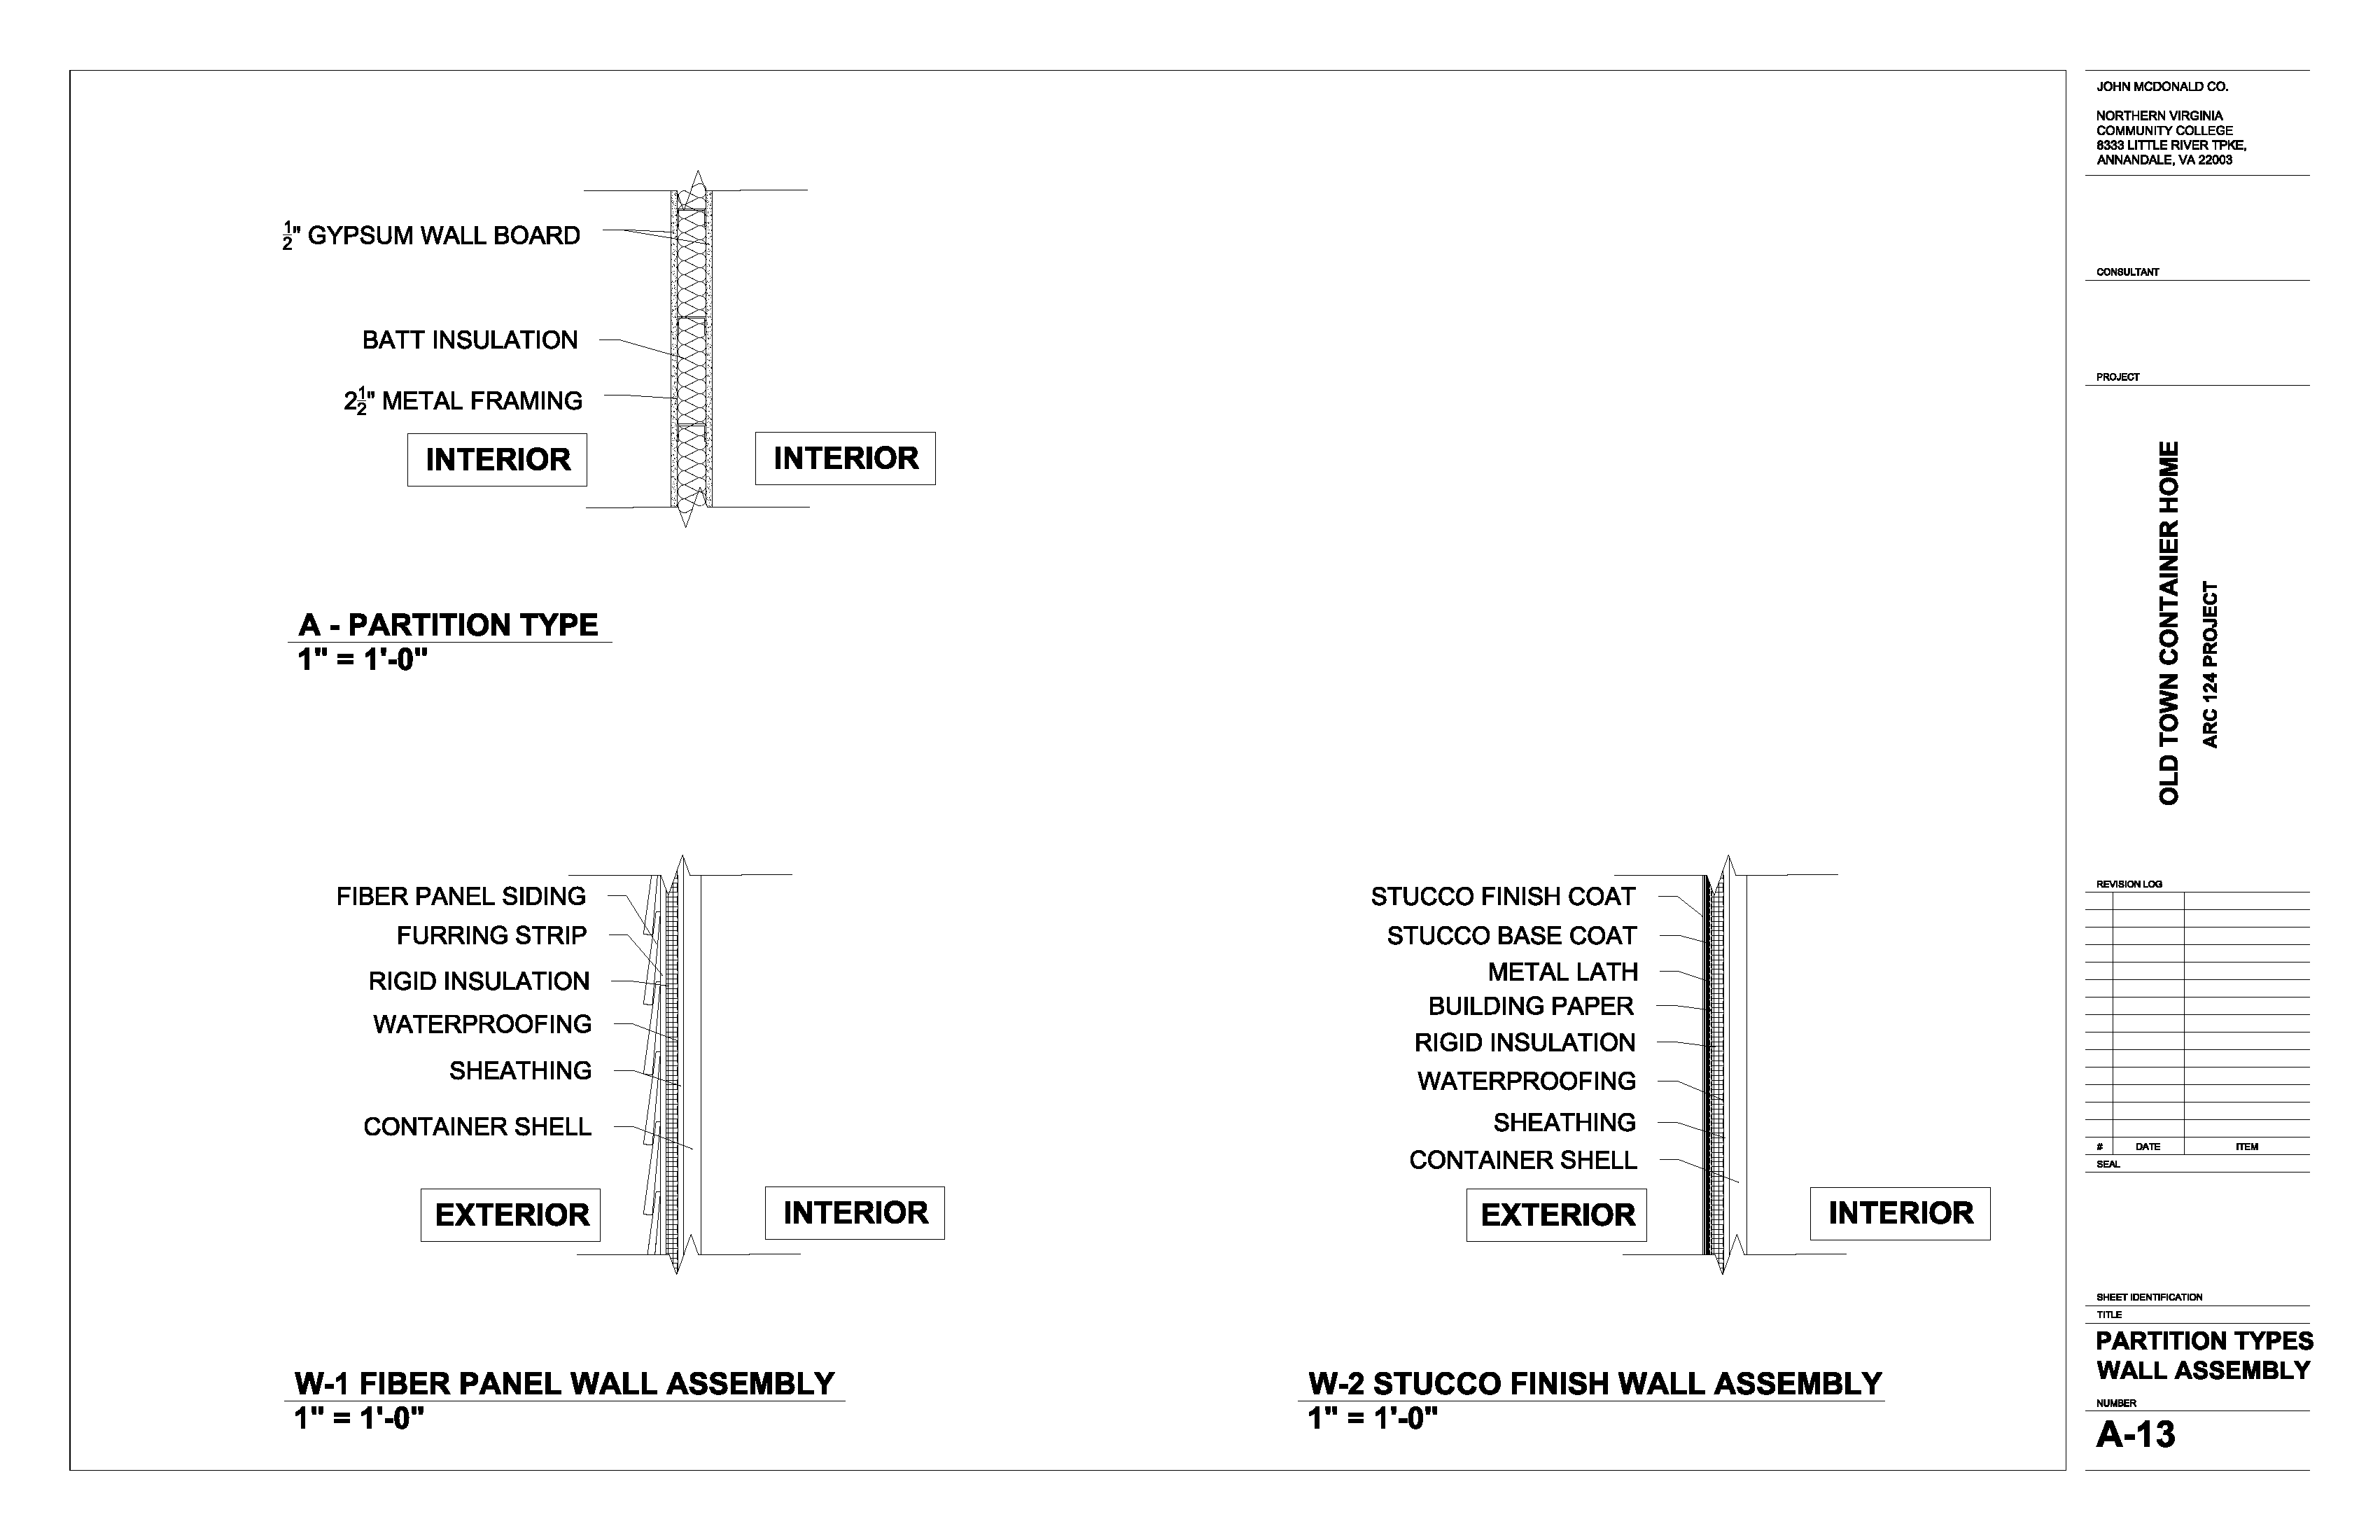 ½" GYPSUM WALL BOARD
BATT INSULATION
2½" METAL FRAMING
INTERIOR
INTERIOR
A - PARTITION TYPE
1" = 1'-0"
FIBER PANEL SIDING
FURRING STRIP
RIGID INSULATION
WATERPROOFING
SHEATHING
CONTAINER SHELL
EXTERIOR
INTERIOR
W-1 FIBER PANEL WALL ASSEMBLY
1" = 1'-0"
STUCCO FINISH COAT
STUCCO BASE COAT
METAL LATH
BUILDING PAPER
RIGID INSULATION
WATERPROOFING
SHEATHING
CONTAINER SHELL
EXTERIOR
INTERIOR
W-2 STUCCO FINISH WALL ASSEMBLY
1" = 1'-0"
JOHN MCDONALD CO.
NORTHERN VIRGINIA
COMMUNITY COLLEGE
8333 LITTLE RIVER TPKE,
ANNANDALE, VA 22003
CONSULTANT
PROJECT
OLD TOWN CONTAINER HOME
ARC 124 PROJECT
REVISION LOG
# DATE ITEM
SEAL
SHEET IDENTIFICATION
TITLE
PARTITION TYPES
WALL ASSEMBLY
NUMBER
A-13